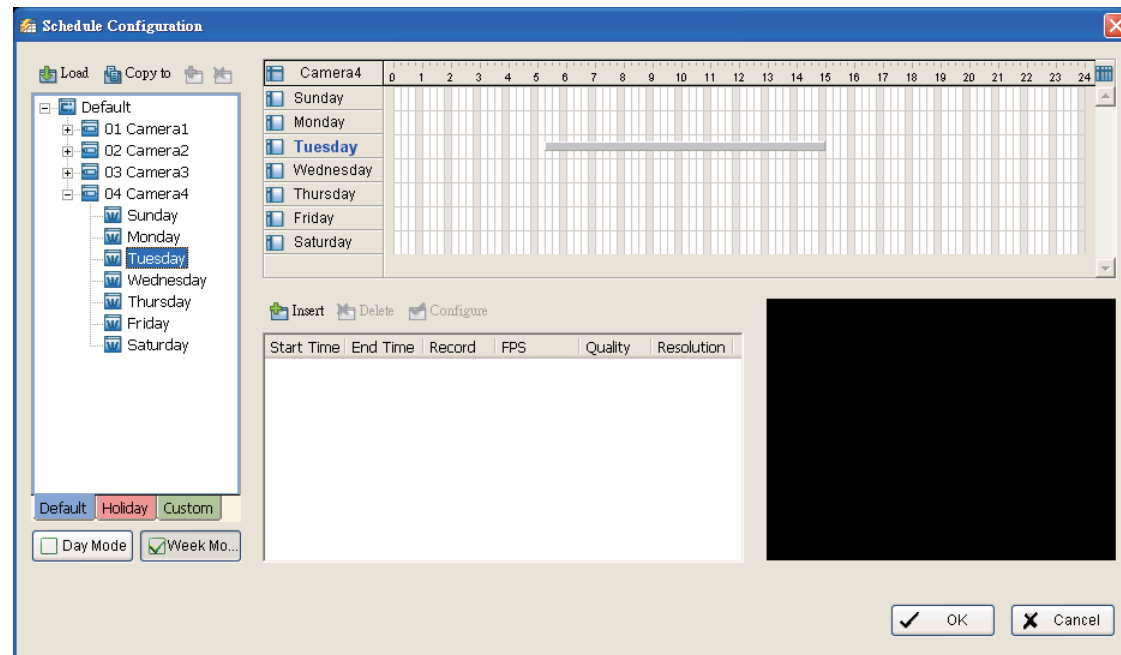 Schedule Configuration
Load Copy to
Default
01 Camera1
02 Camera2
03 Camera3
04 Camera4
Sunday
Monday
Tuesday
Wednesday
Thursday
Friday
Saturday
Default Holiday Custom
Day Mode Week Mo...
Camera4 0 1 2 3 4 5 6 7 8 9 10 11 12 13 14 15 16 17 18 19 20 21 22 23 24
Sunday
Monday
Tuesday
Wednesday
Thursday
Friday
Saturday
Insert Delete Configure
Start Time End Time Record FPS Quality Resolution
OK Cancel